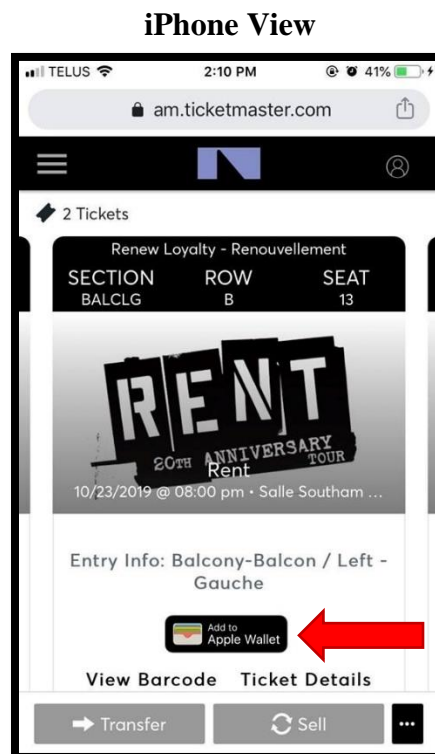 iPhone View
TELUS 2:10 PM 41%
am.ticketmaster.com
2 Tickets
Renew Loyalty - Renouvellement
SECTION ROW SEAT
BALCLG B 13
RENT
20TH ANNIVERSARY
TOUR
Rent
10/23/2019 @ 08:00 pm • Salle Southam ...
Entry Info: Balcony-Balcon / Left -
Gauche
Add to
Apple Wallet
View Barcode Ticket Details
Transfer Sell ...